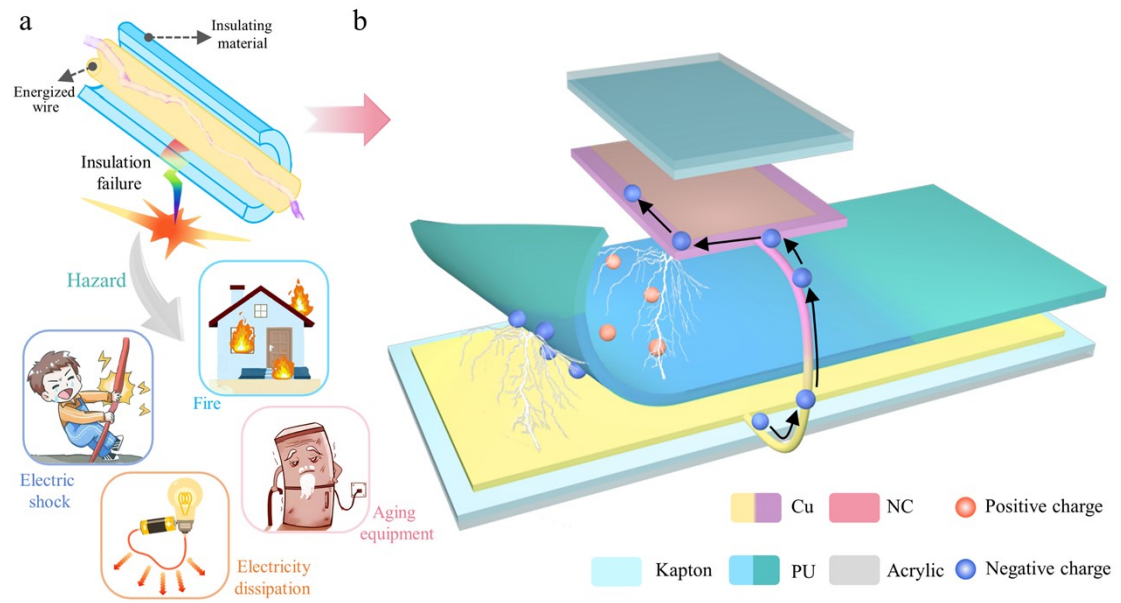 a
Insulating
material
Energized
wire
Insulation
failure
Hazard
Fire
Electric
shock
Aging
equipment
Electricity
dissipation
b
Cu
NC
Positive charge
Kapton
PU
Acrylic
Negative charge